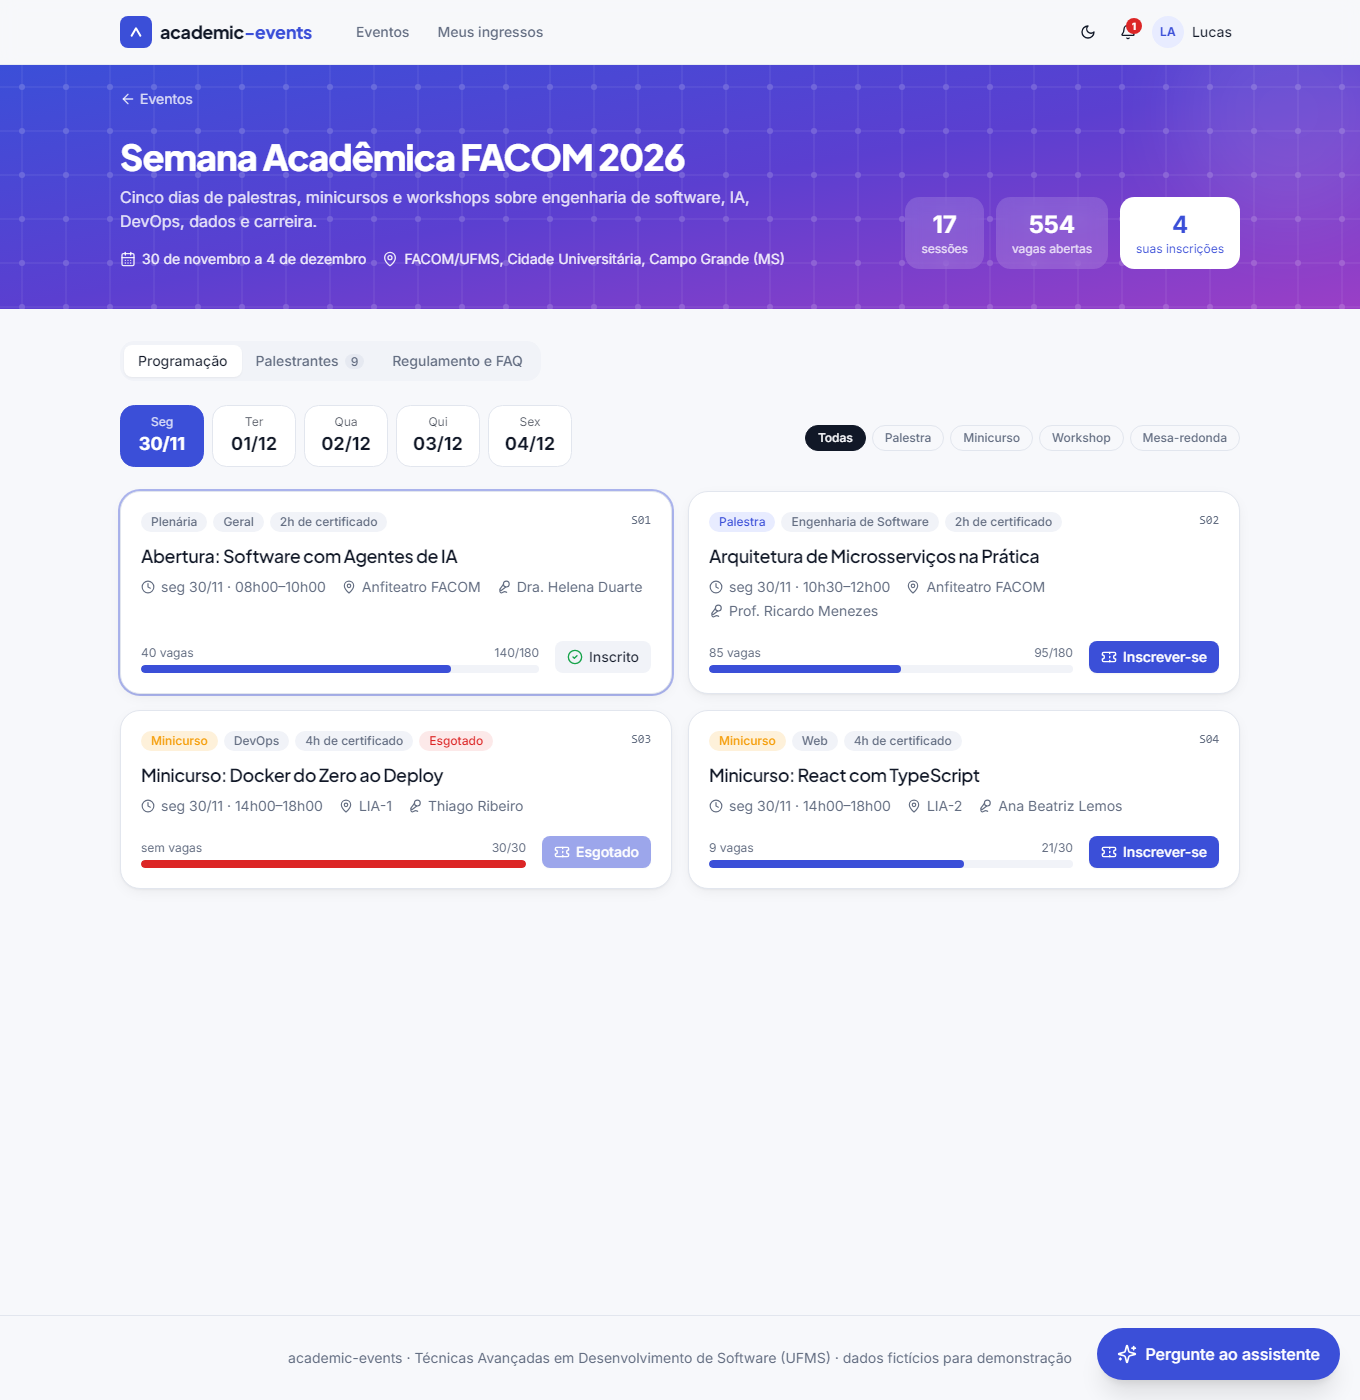 academic-events Eventos Meus ingressos 1 LA Lucas
Eventos
Semana Acadêmica FACOM 2026
Cinco dias de palestras, minicursos e workshops sobre engenharia de software, IA,
DevOps, dados e carreira.
30 de novembro a 4 de dezembro FACOM/UFMS, Cidade Universitária, Campo Grande (MS)
17 554 4
sessões vagas abertas suas inscrições
Programação Palestrantes 9 Regulamento e FAQ
Seg Ter Qua Qui Sex
30/11 01/12 02/12 03/12 04/12
Todas Palestra Minicurso Workshop Mesa-redonda
Plenária Geral 2h de certificado S01
Abertura: Software com Agentes de IA
seg 30/11 · 08h00–10h00 Anfiteatro FACOM Dra. Helena Duarte
40 vagas 140/180 Inscrito
Palestra Engenharia de Software 2h de certificado S02
Arquitetura de Microsserviços na Prática
seg 30/11 · 10h30–12h00 Anfiteatro FACOM
Prof. Ricardo Menezes
85 vagas 95/180 Inscrever-se
Minicurso DevOps 4h de certificado Esgotado S03
Minicurso: Docker do Zero ao Deploy
seg 30/11 · 14h00–18h00 LIA-1 Thiago Ribeiro
sem vagas 30/30 Esgotado
Minicurso Web 4h de certificado S04
Minicurso: React com TypeScript
seg 30/11 · 14h00–18h00 LIA-2 Ana Beatriz Lemos
9 vagas 21/30 Inscrever-se
academic-events · Técnicas Avançadas em Desenvolvimento de Software (UFMS) · dados fictícios para demonstração
Pergunte ao assistente